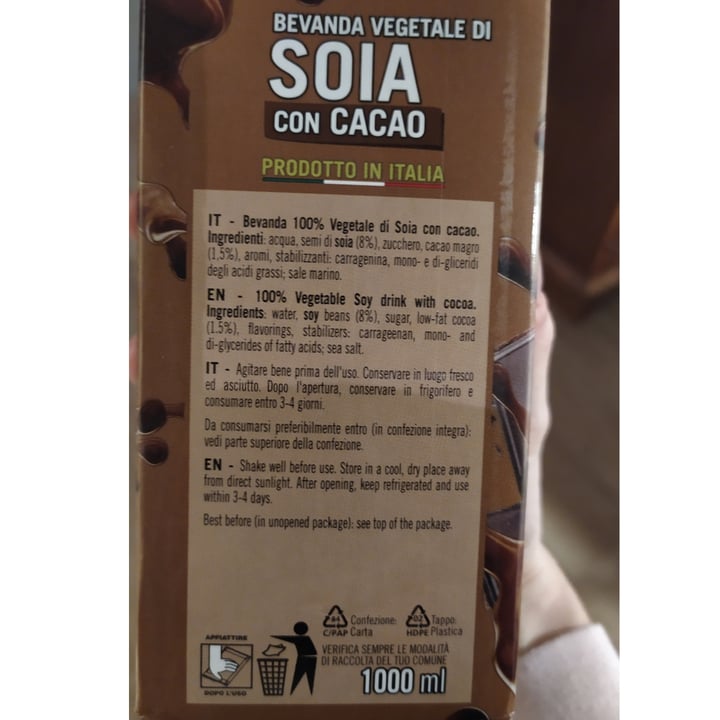 BEVANDA VEGETALE DI
SOIA
CON CACAO
PRODOTTO IN ITALIA
IT - Bevanda 100% Vegetale di Soia con cacao.
Ingredienti: acqua, semi di soia (8%), zucchero, cacao magro
(1,5%), aromi, stabilizzanti: carragenina, mono- e di-gliceridi
degli acidi grassi; sale marino.
EN - 100% Vegetable Soy drink with cocoa.
Ingredients: water, soy beans (8%), sugar, low-fat cocoa
(1.5%), flavorings, stabilizers: carrageenan, mono- and
di-glycerides of fatty acids; sea salt.
IT - Agitare bene prima dell'uso. Conservare in luogo fresco
ed asciutto. Dopo l'apertura, conservare in frigorifero e
consumare entro 3-4 giorni.
Da consumarsi preferibilmente entro (in confezione integra):
vedi parte superiore della confezione.
EN - Shake well before use. Store in a cool, dry place away
from direct sunlight. After opening, keep refrigerated and use
within 3-4 days.
Best before (in unopened package): see top of the package.
84 Confezione: 02 Tappo:
C/PAP Carta HDPE Plastica
APPIATTIRE
DOPO L'USO
VERIFICA SEMPRE LE MODALITÀ
DI RACCOLTA DEL TUO COMUNE
1000 ml